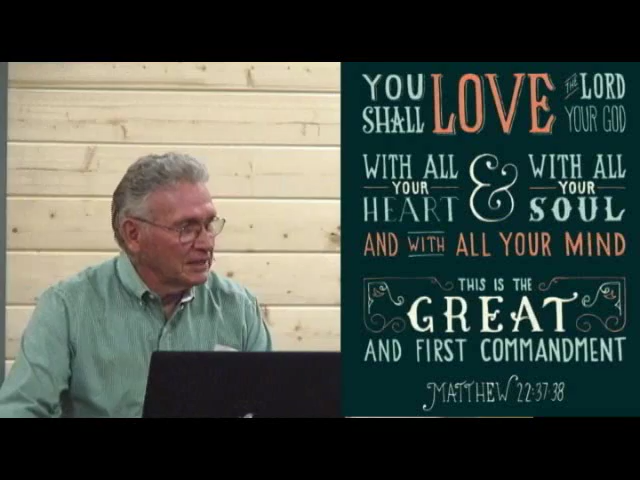 YOU SHALL LOVE THE LORD YOUR GOD
WITH ALL YOUR HEART & WITH ALL YOUR SOUL
AND WITH ALL YOUR MIND
THIS IS THE
GREAT
AND FIRST COMMANDMENT
MATTHEW 22:37-38